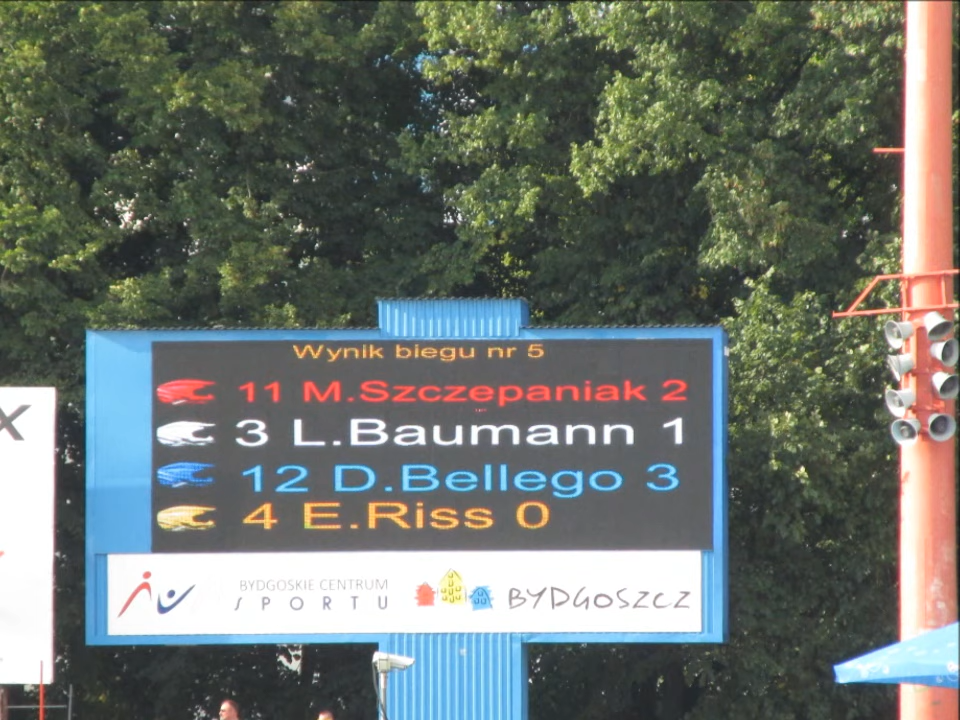 X
Wynik biegu nr 5
11 M.Szczepaniak 2
3 L.Baumann 1
12 D.Bellego 3
4 E.Riss 0
BYDGOSKIE CENTRUM
SPORTU
BYDGOSZCZ